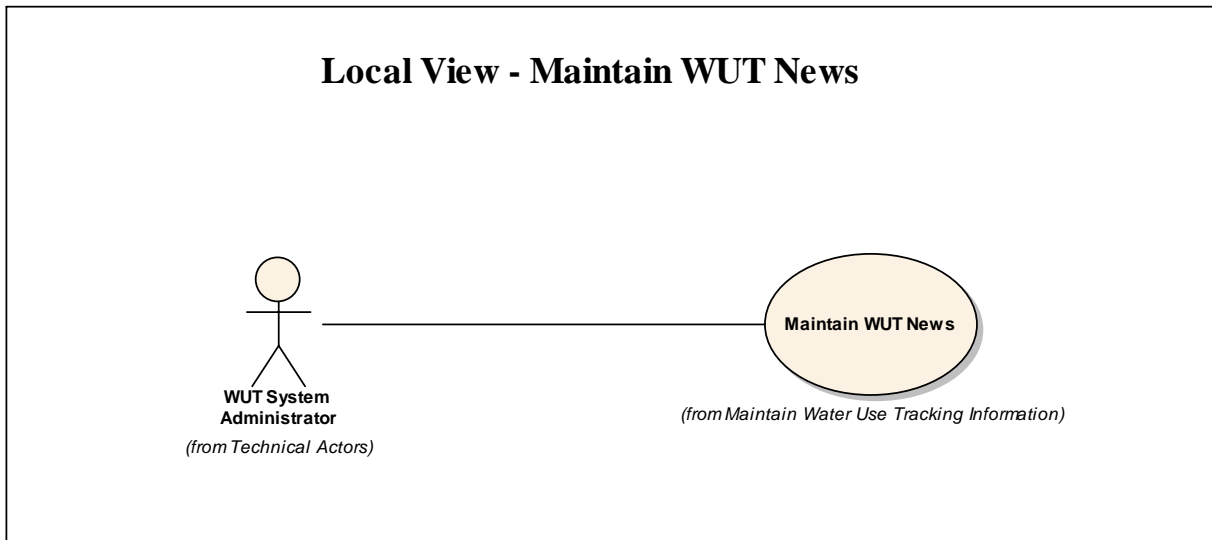 Local View - Maintain WUT News
Maintain WUT News
WUT System
Administrator
(from Maintain Water Use Tracking Information)
(from Technical Actors)